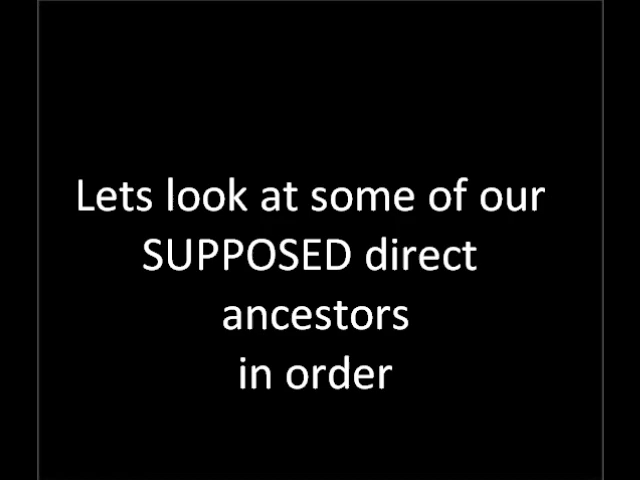 Lets look at some of our
SUPPOSED direct
ancestors
in order